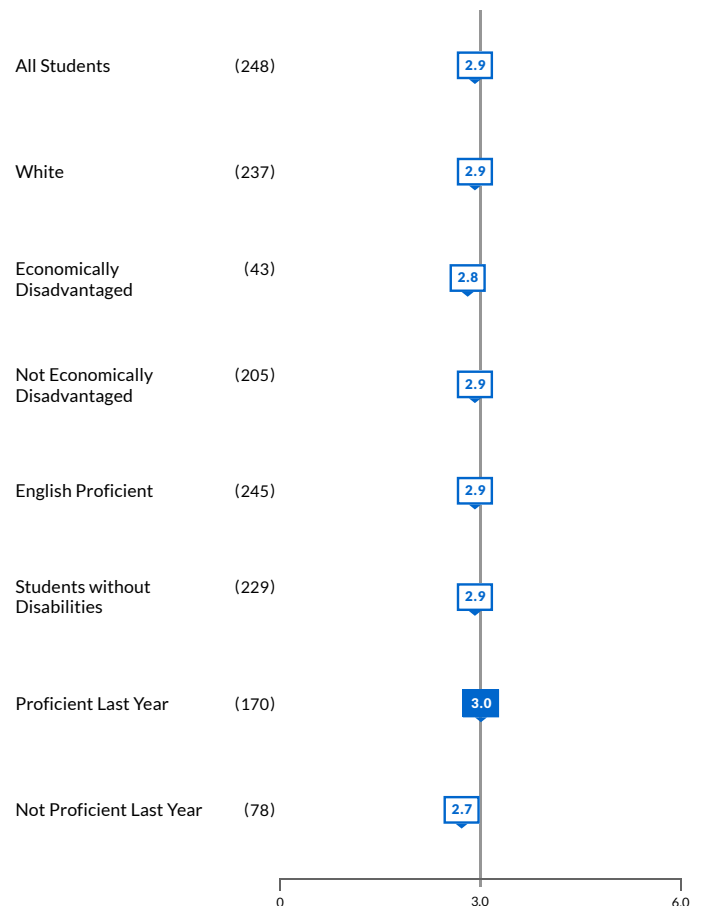 All Students (248) 2.9
White (237) 2.9
Economically (43)
Disadvantaged 2.8
Not Economically (205)
Disadvantaged 2.9
English Proficient (245) 2.9
Students without (229)
Disabilities 2.9
Proficient Last Year (170) 3.0
Not Proficient Last Year (78) 2.7
0 3.0 6.0